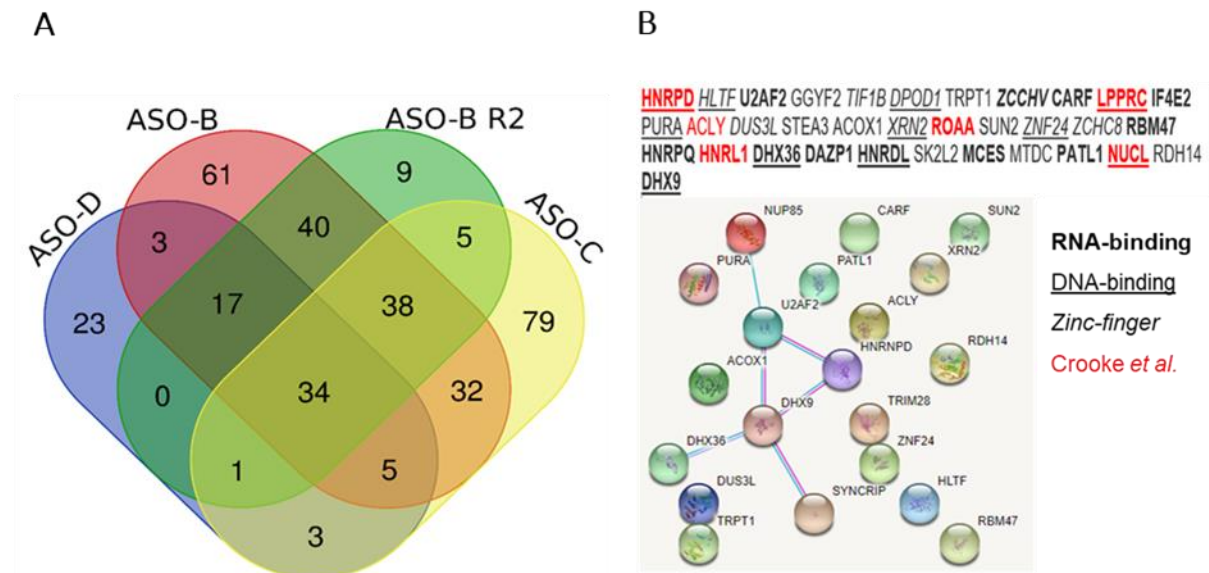 A
B
ASO-B
ASO-B R2
ASO-D
ASO-C
61
9
3
40
5
23
17
38
79
0
34
32
1
5
3
HNRPD HLTF U2AF2 GGYF2 TIF1B DPOD1 TRPT1 ZCCHV CARF LPPRC IF4E2
PURA ACLY DUS3L STEA3 ACOX1 XRN2 ROAA SUN2 ZNF24 ZCHC8 RBM47
HNRPQ HNRL1 DHX36 DAZP1 HNRDL SK2L2 MCES MTDC PATL1 NUCL RDH14
DHX9
NUP85
CARF
SUN2
PURA
PATL1
XRN2
U2AF2
ACLY
HNRNPD
RDH14
ACOX1
DHX9
TRIM28
DHX36
ZNF24
DUS3L
SYNCRIP
HLTF
TRPT1
RBM47
RNA-binding
DNA-binding
Zinc-finger
Crooke et al.